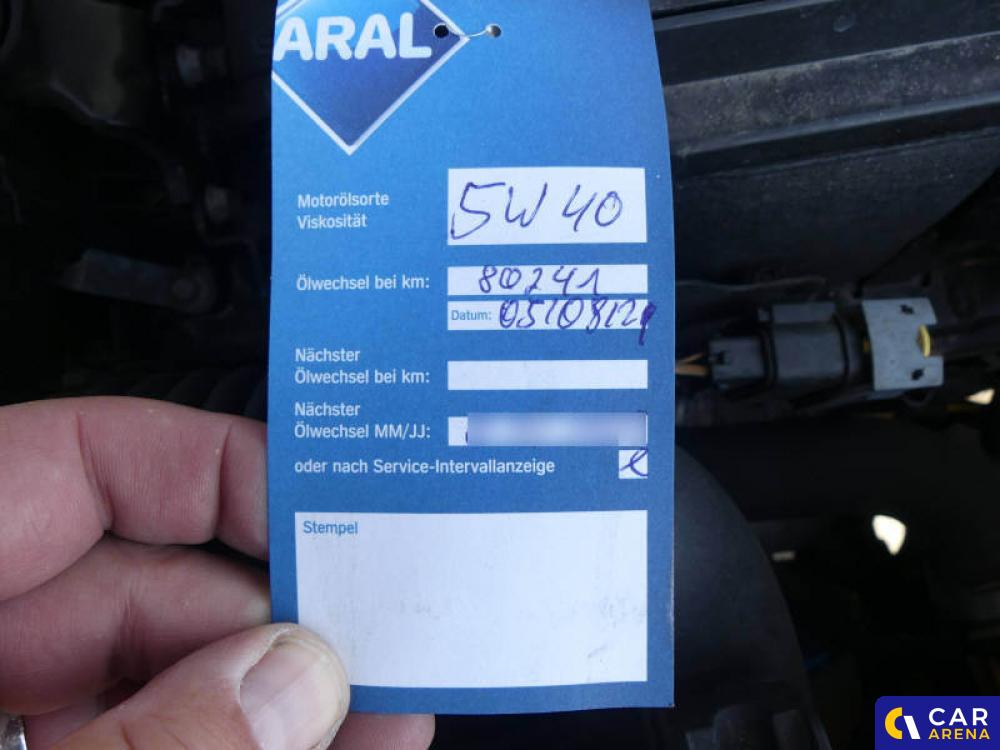 ARAL
Motorölsorte
Viskosität
5W40
Ölwechsel bei km:
80241
Datum:
Nächster
Ölwechsel bei km:
Nächster
Ölwechsel MM/JJ:
oder nach Service-Intervallanzeige
Stempel
CAR
ARENA